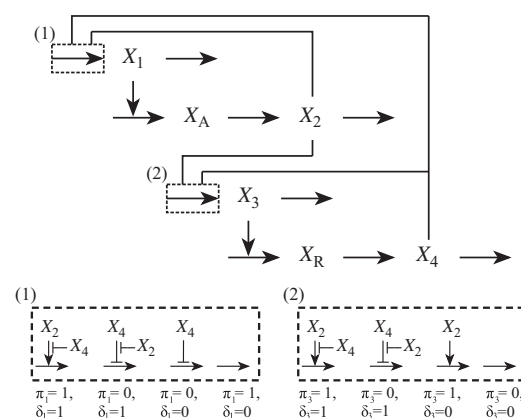 (1) X₁
X_A X₂
(2) X₃
X_R X₄
(1) (2)
X₂ X₄ X₄ X₂ X₄ X₂
X₄ X₂ X₄ X₂
π₁= 1, π₁= 0, π₁= 0, π₁= 1, π₃= 1, π₃= 0, π₃= 1, π₃= 0,
δ₁=1 δ₁=1 δ₁=0 δ₁=0 δ₃=1 δ₃=1 δ₃=0 δ₃=0